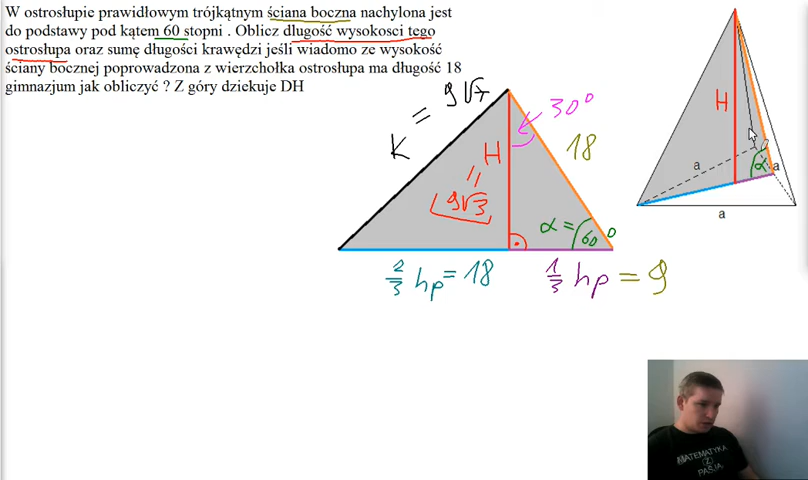 W ostrosłupie prawidłowym trójkątnym ściana boczna nachylona jest
do podstawy pod kątem 60 stopni . Oblicz dlugość wysokosci tego
ostrosłupa oraz sumę długości krawędzi jeśli wiadomo ze wysokość
ściany bocznej poprowadzona z wierzchołka ostrosłupa ma długość 18
gimnazjum jak obliczyć ? Z góry dziekuje DH
K = 9√7
30°
H
=
9√3
18
α = 60°
2/3 hp = 18
1/3 hp = 9
H
α
a
a
a
MATEMATYKA
PASJĄ